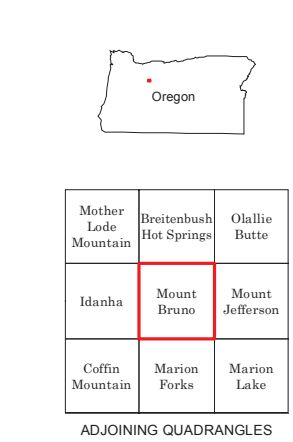 Oregon
Mother
Lode
Mountain
Breitenbush
Hot Springs
Olallie
Butte
Idanha
Mount
Bruno
Mount
Jefferson
Coffin
Mountain
Marion
Forks
Marion
Lake
ADJOINING QUADRANGLES